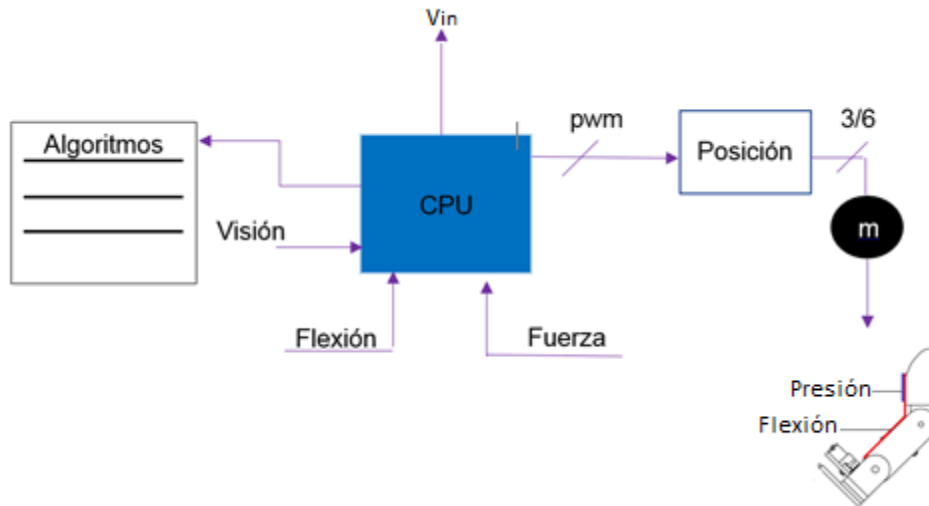 Vin
Algoritmos
pwm
3/6
Posición
CPU
Visión
m
Flexión
Fuerza
Presión
Flexión